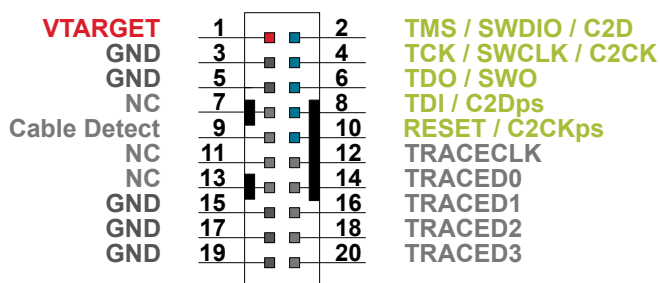 VTARGET 1 2 TMS / SWDIO / C2D
GND 3 4 TCK / SWCLK / C2CK
GND 5 6 TDO / SWO
NC 7 8 TDI / C2Dps
Cable Detect 9 10 RESET / C2CKps
NC 11 12 TRACECLK
NC 13 14 TRACED0
GND 15 16 TRACED1
GND 17 18 TRACED2
GND 19 20 TRACED3